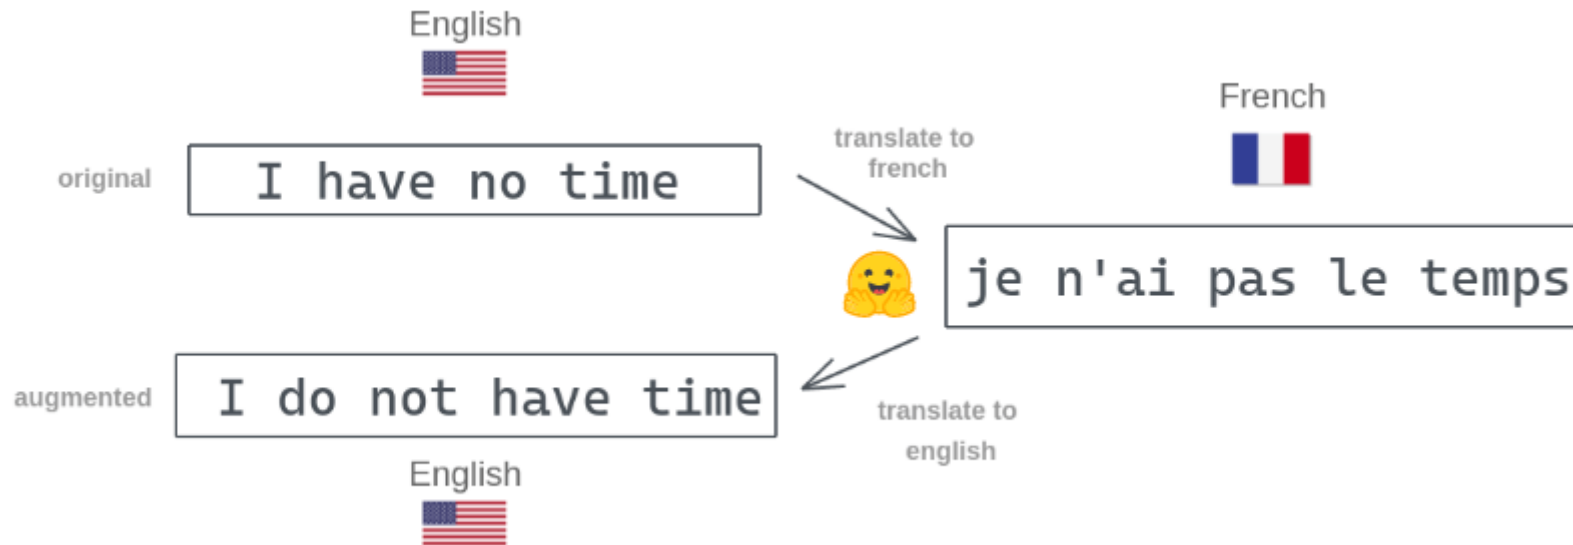 English
original
I have no time
translate to
french
French
je n'ai pas le temps
augmented
I do not have time
translate to
english
English